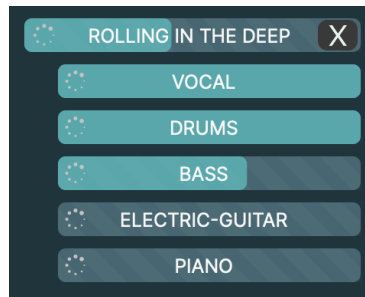 ROLLING IN THE DEEP X
VOCAL
DRUMS
BASS
ELECTRIC-GUITAR
PIANO